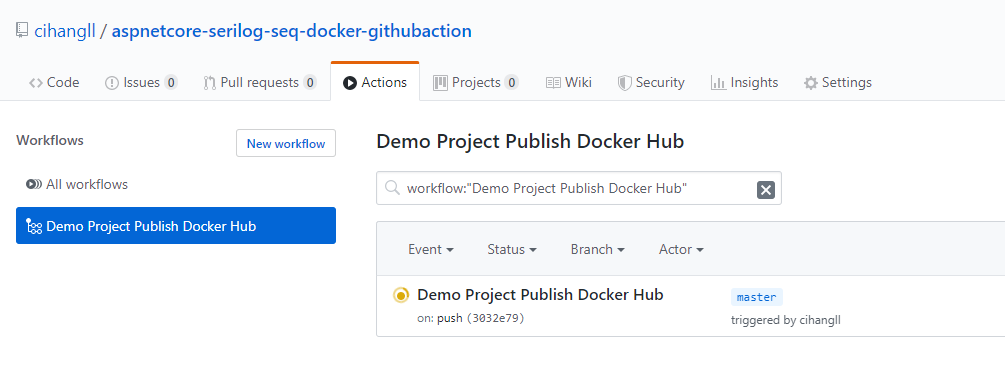 cihangll / aspnetcore-serilog-seq-docker-githubaction
Code Issues 0 Pull requests 0 Actions Projects 0 Wiki Security Insights Settings
Workflows
New workflow
All workflows
Demo Project Publish Docker Hub
Demo Project Publish Docker Hub
workflow:"Demo Project Publish Docker Hub"
Event Status Branch Actor
Demo Project Publish Docker Hub master
on: push (3032e79) triggered by cihangll